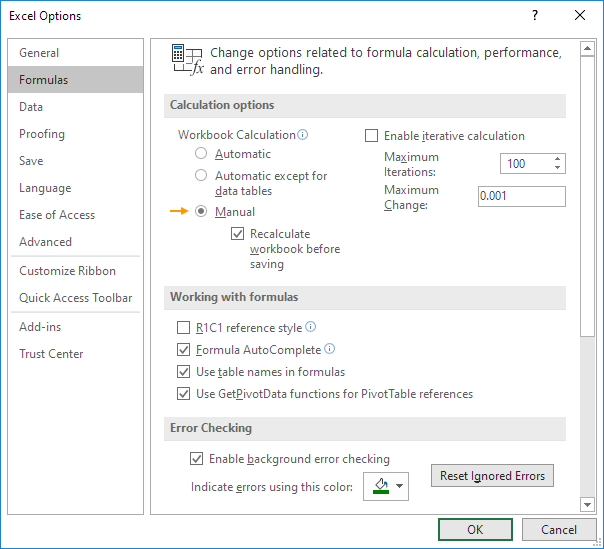 Excel Options
?
General
Formulas
Data
Proofing
Save
Language
Ease of Access
Advanced
Customize Ribbon
Quick Access Toolbar
Add-ins
Trust Center
Change options related to formula calculation, performance,
and error handling.
Calculation options
Workbook Calculation
Automatic
Automatic except for
data tables
Manual
Recalculate
workbook before
saving
Enable iterative calculation
Maximum
Iterations:
100
Maximum
Change:
0.001
Working with formulas
R1C1 reference style
Formula AutoComplete
Use table names in formulas
Use GetPivotData functions for PivotTable references
Error Checking
Enable background error checking
Indicate errors using this color:
Reset Ignored Errors
OK
Cancel